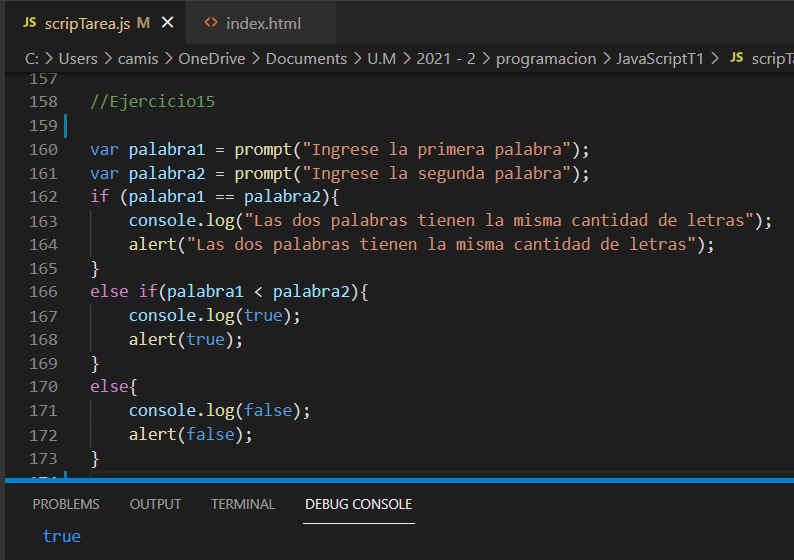 JS scripTarea.js M ✕ <> index.html
C: > Users > camis > OneDrive > Documents > U.M > 2021 - 2 > programacion > JavaScriptT1 > JS scripTa
157
158 //Ejercicio15
159
160 var palabra1 = prompt("Ingrese la primera palabra");
161 var palabra2 = prompt("Ingrese la segunda palabra");
162 if (palabra1 == palabra2){
163 console.log("Las dos palabras tienen la misma cantidad de letras");
164 alert("Las dos palabras tienen la misma cantidad de letras");
165 }
166 else if(palabra1 < palabra2){
167 console.log(true);
168 alert(true);
169 }
170 else{
171 console.log(false);
172 alert(false);
173 }
PROBLEMS OUTPUT TERMINAL DEBUG CONSOLE
true